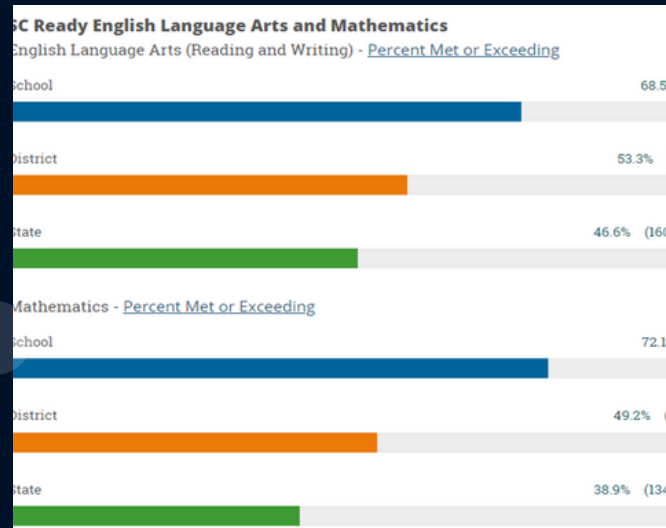 SC Ready English Language Arts and Mathematics
English Language Arts (Reading and Writing) - Percent Met or Exceeding
School 68.5
District 53.3%
State 46.6% (160
Mathematics - Percent Met or Exceeding
School 72.1
District 49.2% (
State 38.9% (134